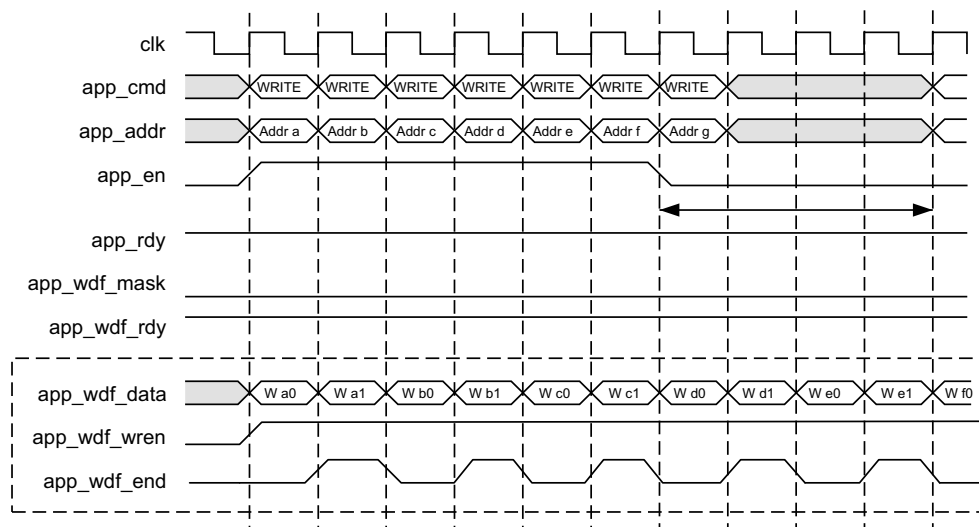 clk
app_cmd WRITE WRITE WRITE WRITE WRITE WRITE WRITE
app_addr Addr a Addr b Addr c Addr d Addr e Addr f Addr g
app_en
app_rdy
app_wdf_mask
app_wdf_rdy
app_wdf_data W a0 W a1 W b0 W b1 W c0 W c1 W d0 W d1 W e0 W e1 W f0
app_wdf_wren
app_wdf_end